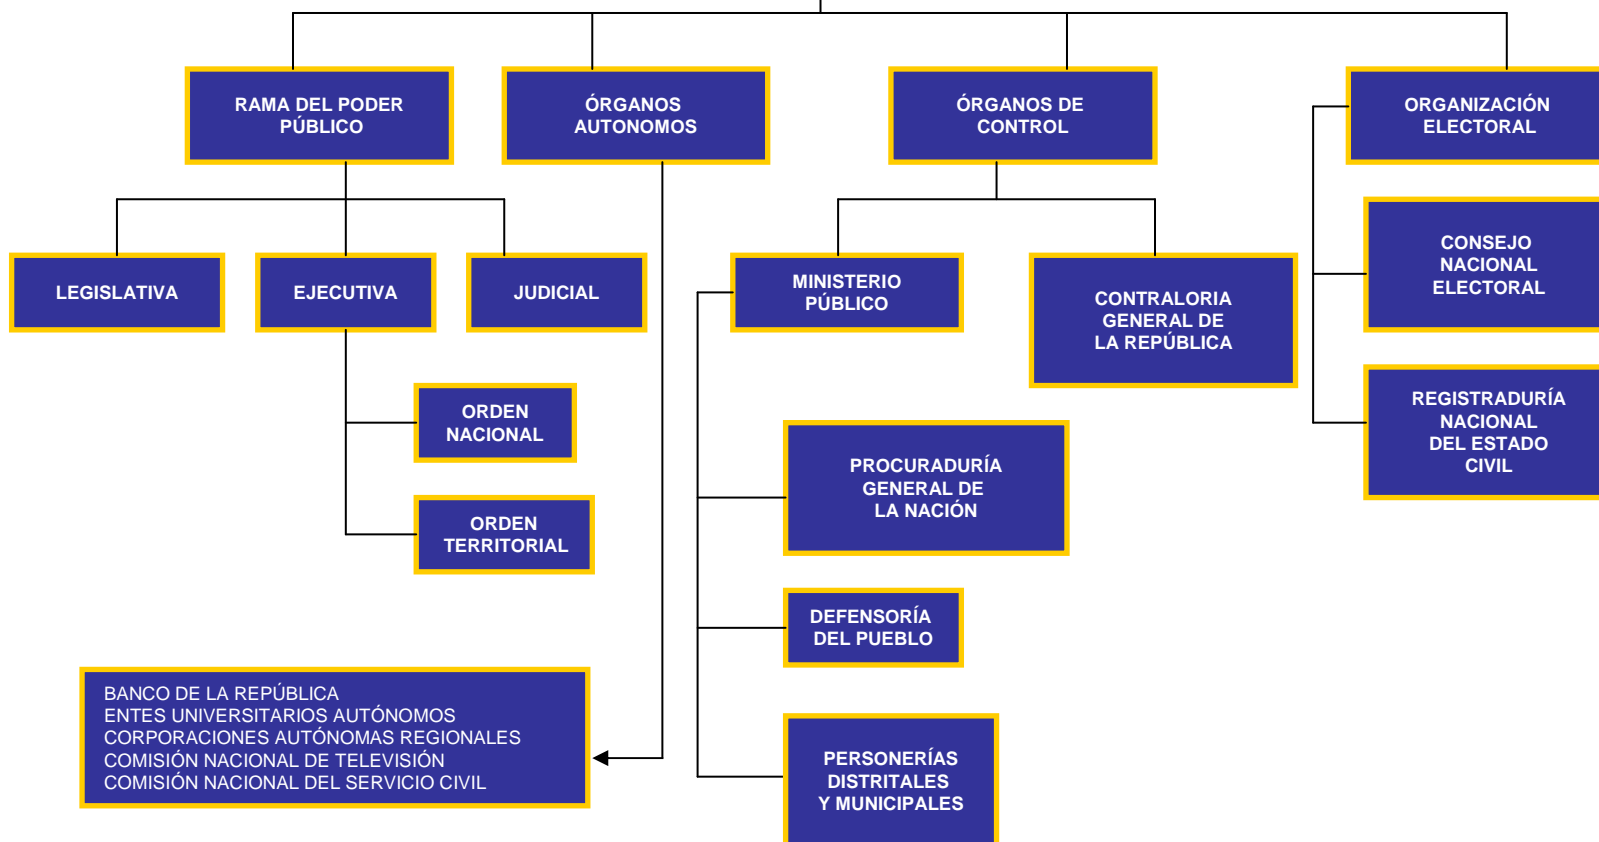 RAMA DEL PODER
PÚBLICO
ÓRGANOS
AUTONOMOS
ÓRGANOS DE
CONTROL
ORGANIZACIÓN
ELECTORAL
LEGISLATIVA
EJECUTIVA
JUDICIAL
MINISTERIO
PÚBLICO
CONTRALORIA
GENERAL DE
LA REPÚBLICA
CONSEJO
NACIONAL
ELECTORAL
ORDEN
NACIONAL
ORDEN
TERRITORIAL
PROCURADURÍA
GENERAL DE
LA NACIÓN
REGISTRADURÍA
NACIONAL
DEL ESTADO
CIVIL
DEFENSORÍA
DEL PUEBLO
BANCO DE LA REPÚBLICA
ENTES UNIVERSITARIOS AUTÓNOMOS
CORPORACIONES AUTÓNOMAS REGIONALES
COMISIÓN NACIONAL DE TELEVISIÓN
COMISIÓN NACIONAL DEL SERVICIO CIVIL
PERSONERÍAS
DISTRITALES
Y MUNICIPALES